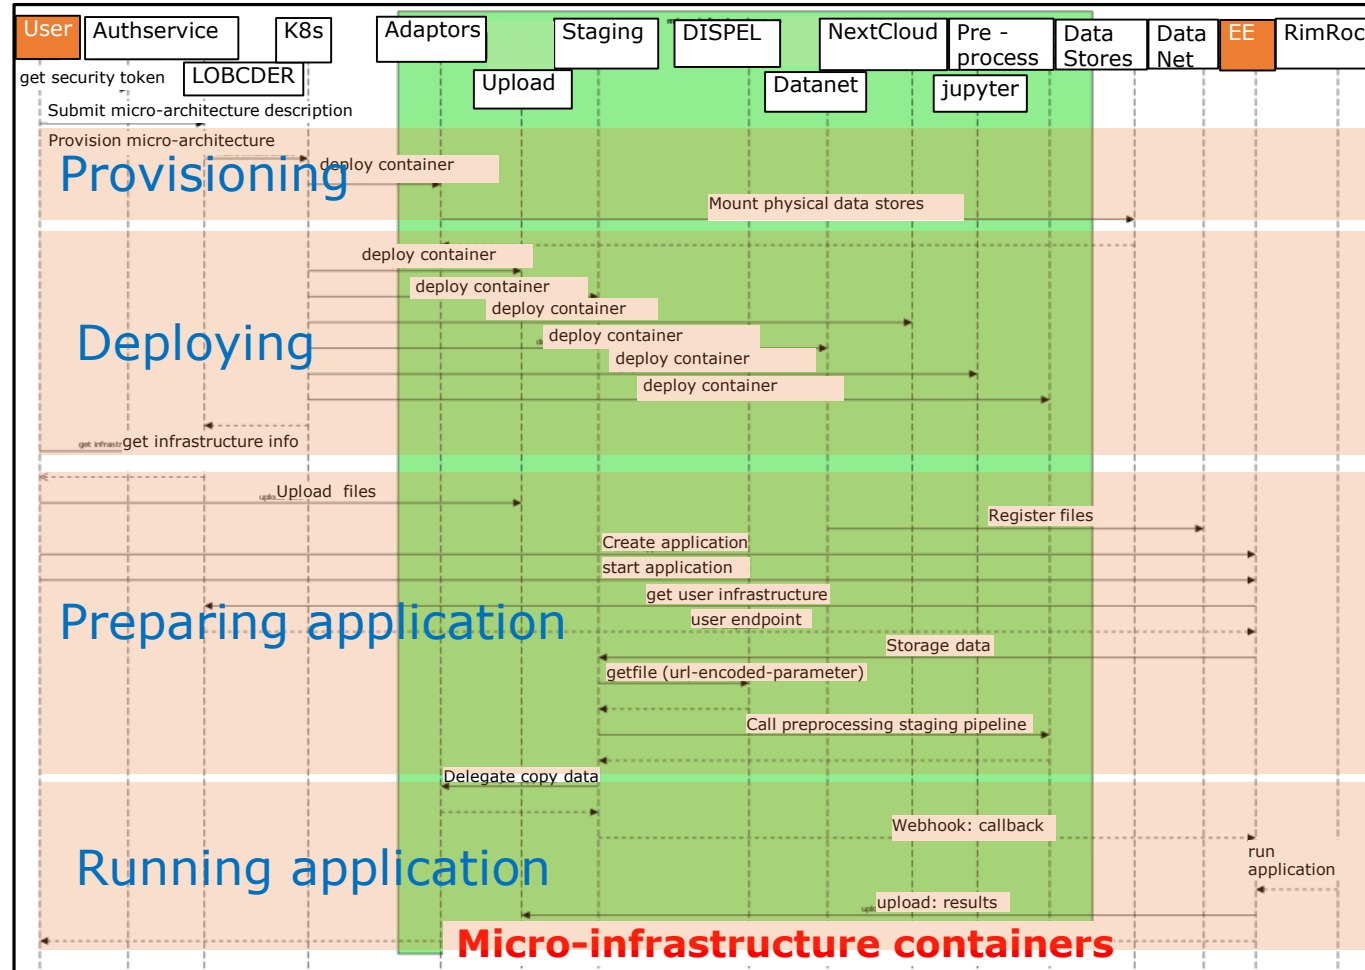 User
Authservice
K8s
Adaptors
Staging
DISPEL
NextCloud
Pre -
process
Data
Stores
Data
Net
EE
RimRoc
get security token
LOBCDER
Upload
Datanet
jupyter
Submit micro-architecture description
Provision micro-architecture
Provisioning
deploy container
Mount physical data stores
deploy container
deploy container
deploy container
Deploying
deploy container
deploy container
deploy container
get infrastructure info
Upload files
Register files
Create application
start application
get user infrastructure
Preparing application
user endpoint
Storage data
getfile (url-encoded-parameter)
Call preprocessing staging pipeline
Delegate copy data
Webhook: callback
run
application
Running application
upload: results
Micro-infrastructure containers